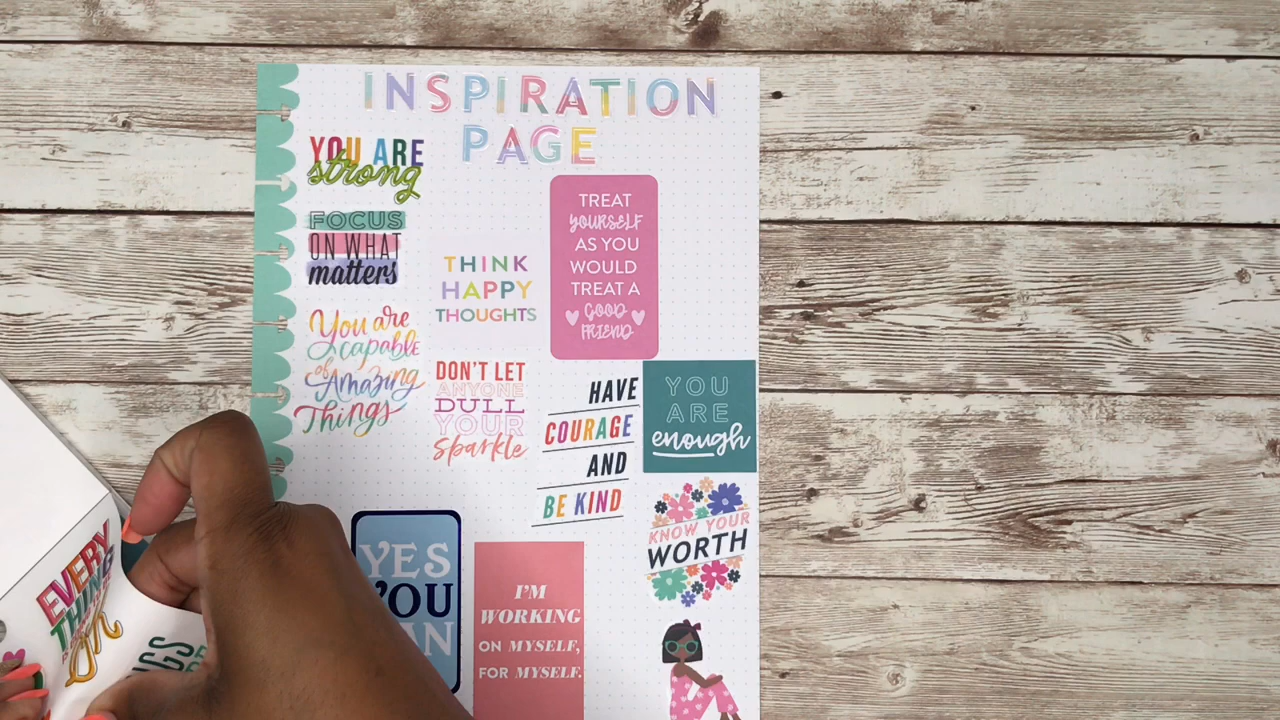 INSPIRATION
PAGE
YOU ARE
strong
FOCUS
ON WHAT
matters
You are
capable
of Amazing
Things
THINK
HAPPY
THOUGHTS
DON'T LET
ANYONE
DULL
YOUR
sparkle
TREAT
YOURSELF
AS YOU
WOULD
TREAT A
GOOD
FRIEND
HAVE
COURAGE
AND
BE KIND
YOU
ARE
enough
KNOW YOUR
WORTH
YES
YOU
I'M
WORKING
ON MYSELF,
FOR MYSELF.
EVERY
THING